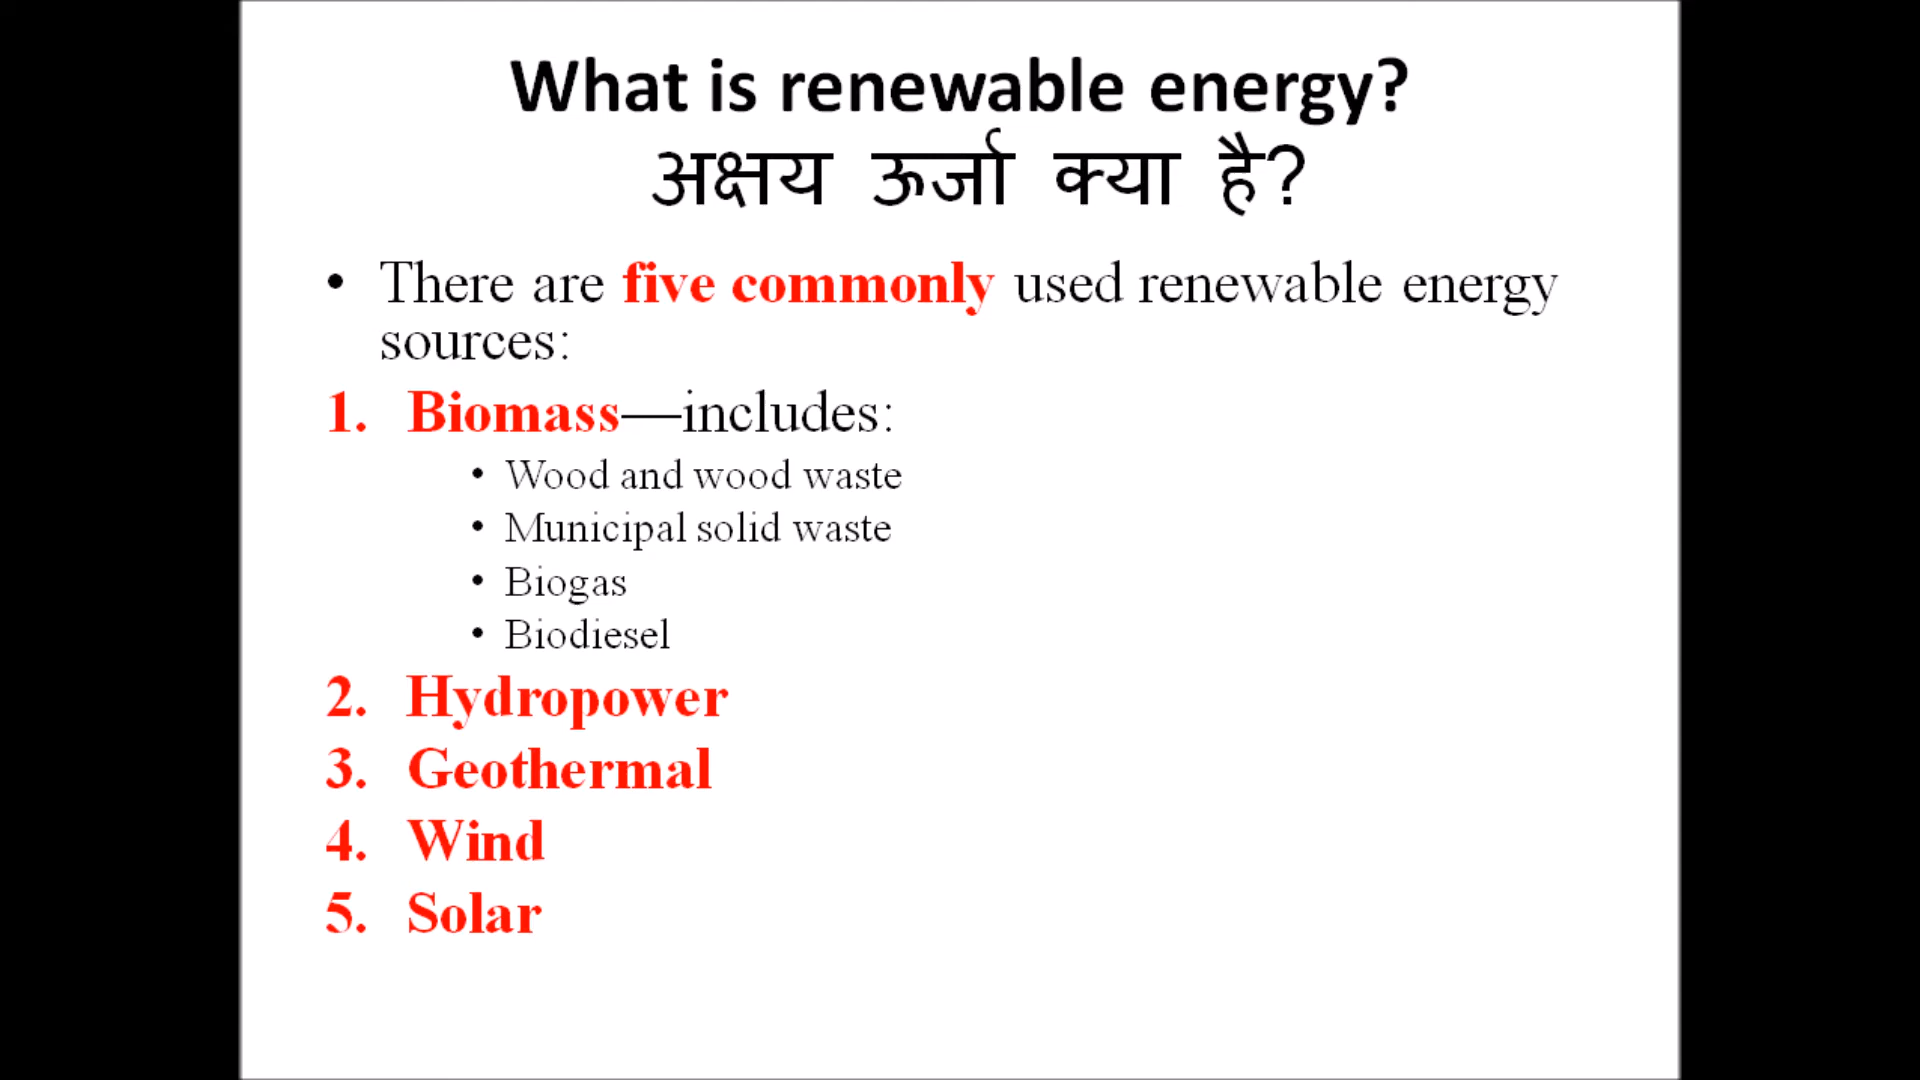 What is renewable energy?
अक्षय ऊर्जा क्या है?
• There are five commonly used renewable energy
sources:
1. Biomass—includes:
• Wood and wood waste
• Municipal solid waste
• Biogas
• Biodiesel
2. Hydropower
3. Geothermal
4. Wind
5. Solar